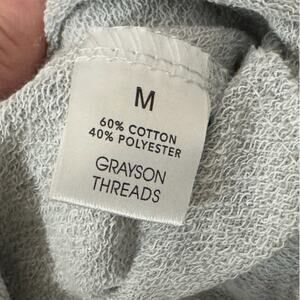 M
60% COTTON
40% POLYESTER
GRAYSON
THREADS